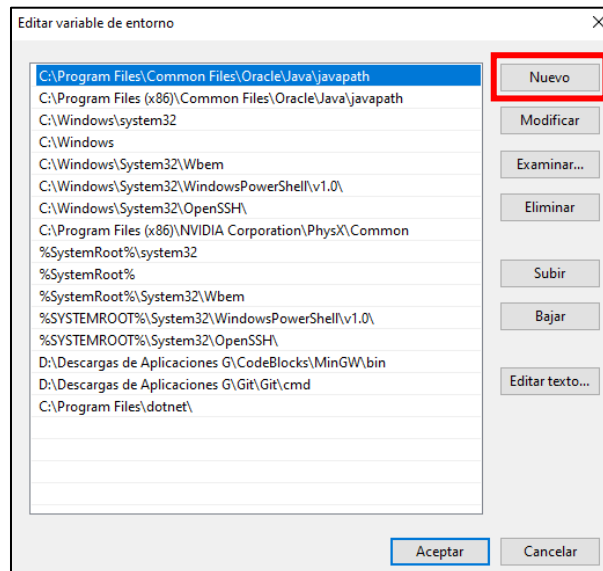 Editar variable de entorno
C:\Program Files\Common Files\Oracle\Java\javapath
C:\Program Files (x86)\Common Files\Oracle\Java\javapath
C:\Windows\system32
C:\Windows
C:\Windows\System32\Wbem
C:\Windows\System32\WindowsPowerShell\v1.0\
C:\Windows\System32\OpenSSH\
C:\Program Files (x86)\NVIDIA Corporation\PhysX\Common
%SystemRoot%\system32
%SystemRoot%
%SystemRoot%\System32\Wbem
%SYSTEMROOT%\System32\WindowsPowerShell\v1.0\
%SYSTEMROOT%\System32\OpenSSH\
D:\Descargas de Aplicaciones G\CodeBlocks\MinGW\bin
D:\Descargas de Aplicaciones G\Git\Git\cmd
C:\Program Files\dotnet\
Nuevo
Modificar
Examinar...
Eliminar
Subir
Bajar
Editar texto...
Aceptar
Cancelar